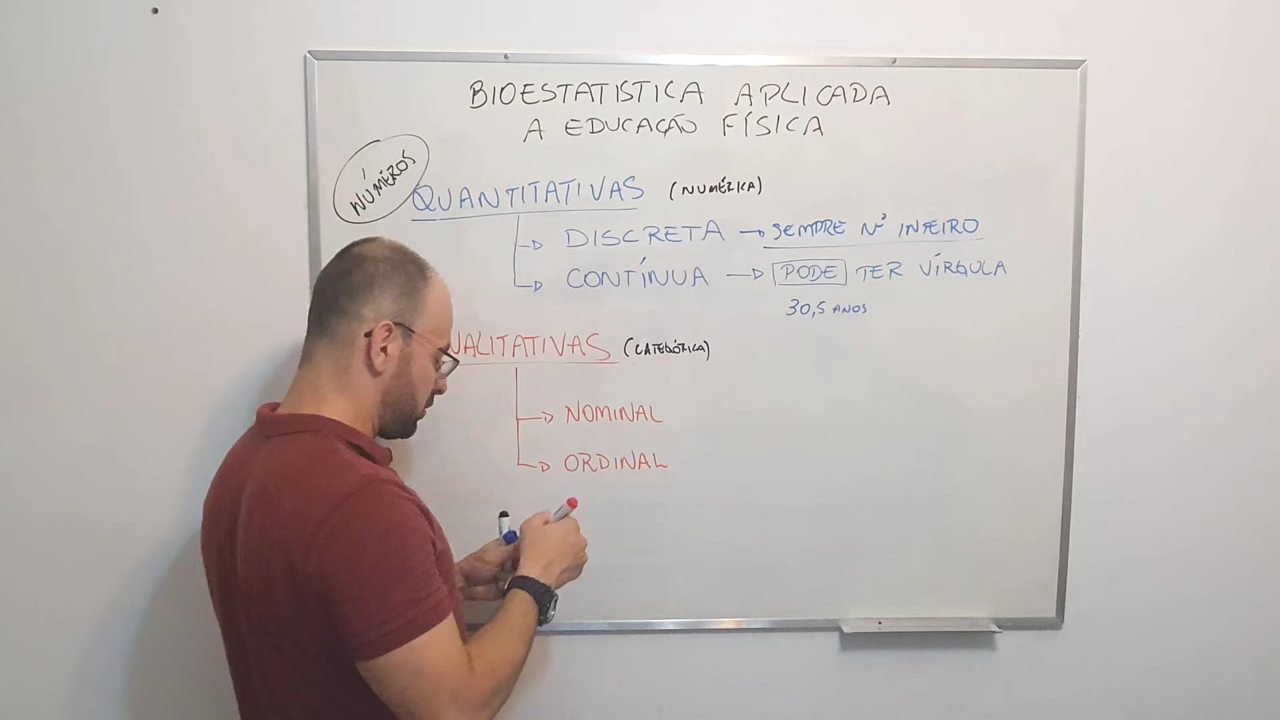 BIOESTATISTICA APLICADA
A EDUCAÇÃO FÍSICA
NÚMEROS
QUANTITATIVAS (NUMÉRICA)
DISCRETA → SEMPRE Nº INTEIRO
CONTÍNUA → PODE TER VÍRGULA
30,5 ANOS
UALITATIVAS (CATEGÓRICA)
NOMINAL
ORDINAL